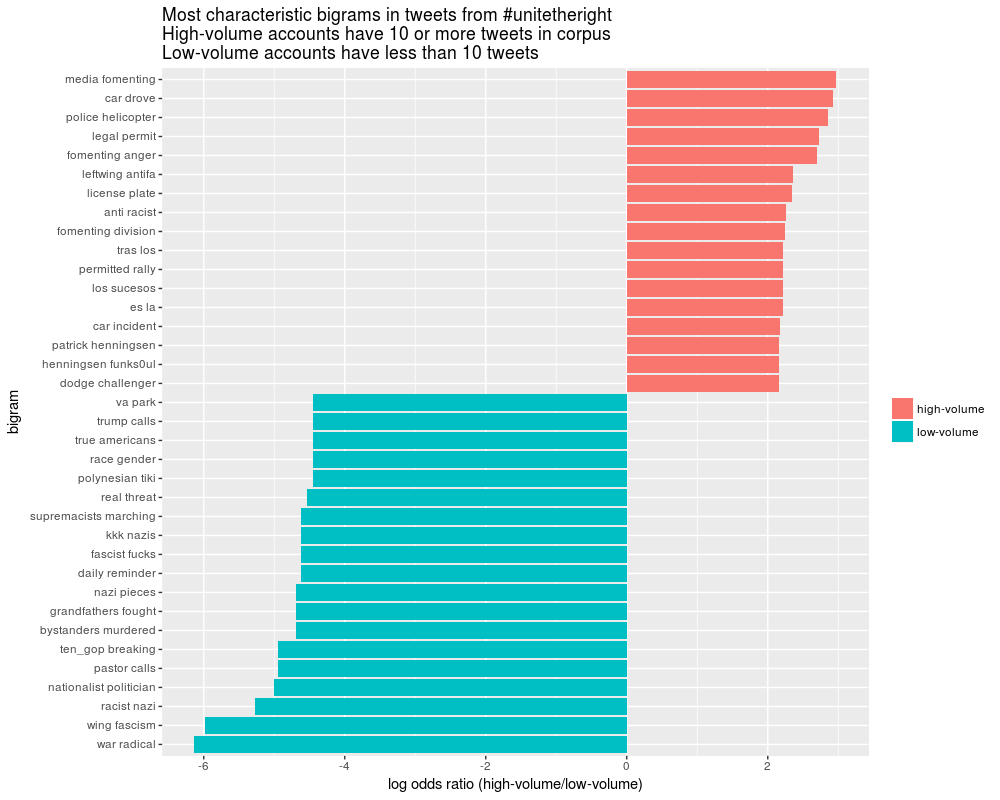 Most characteristic bigrams in tweets from #unitetheright
High-volume accounts have 10 or more tweets in corpus
Low-volume accounts have less than 10 tweets
media fomenting
car drove
police helicopter
legal permit
fomenting anger
leftwing antifa
license plate
anti racist
fomenting division
tras los
permitted rally
los sucesos
es la
car incident
patrick henningsen
henningsen funks0ul
dodge challenger
va park
trump calls
true americans
race gender
polynesian tiki
real threat
supremacists marching
kkk nazis
fascist fucks
daily reminder
nazi pieces
grandfathers fought
bystanders murdered
ten_gop breaking
pastor calls
nationalist politician
racist nazi
wing fascism
war radical
bigram
high-volume
low-volume
-6 -4 -2 0 2
log odds ratio (high-volume/low-volume)